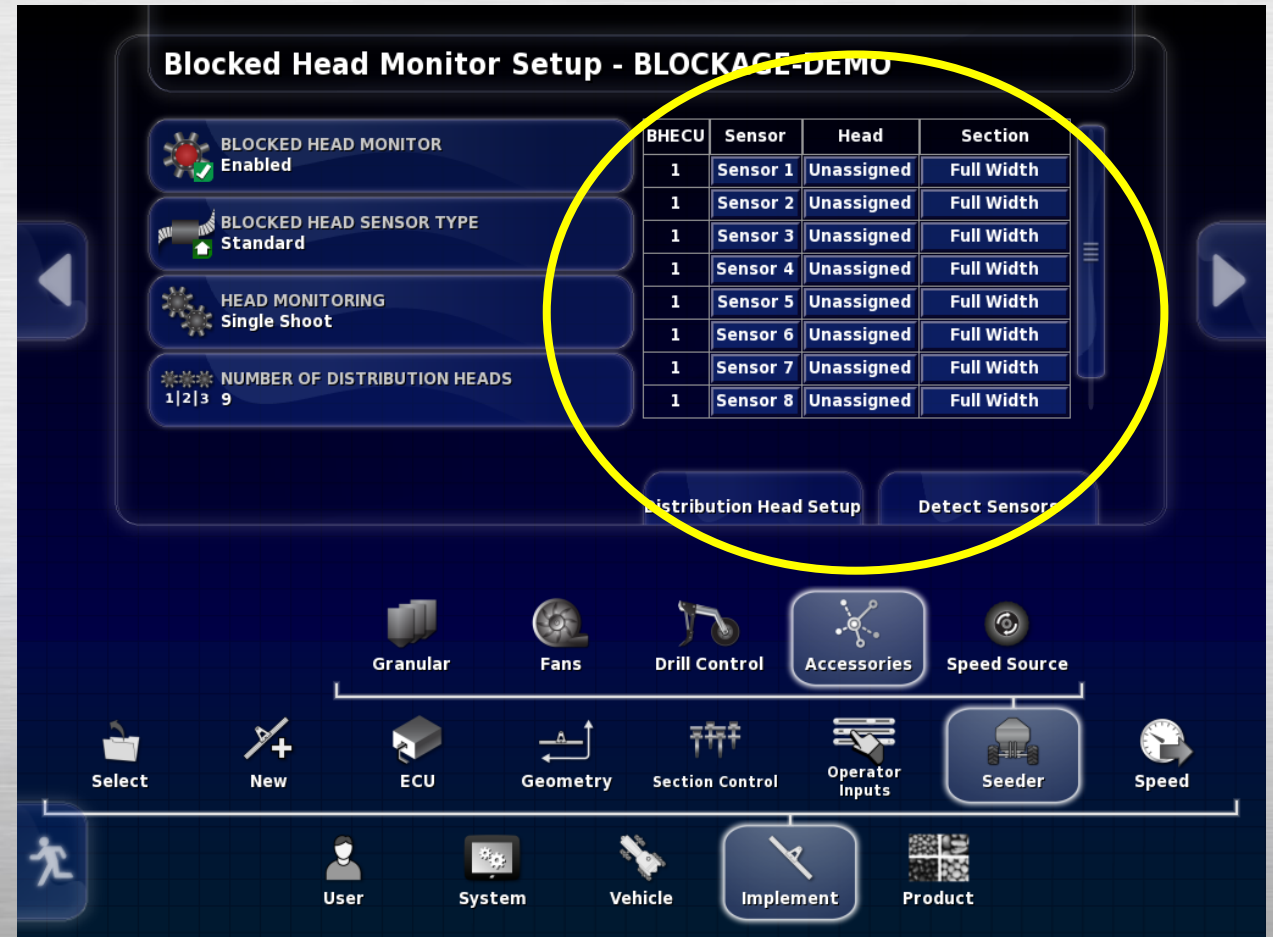 Blocked Head Monitor Setup - BLOCKAGE-DEMO
BLOCKED HEAD MONITOR
Enabled
BLOCKED HEAD SENSOR TYPE
Standard
HEAD MONITORING
Single Shoot
NUMBER OF DISTRIBUTION HEADS
1|2|3 9
BHECU Sensor Head Section
1 Sensor 1 Unassigned Full Width
1 Sensor 2 Unassigned Full Width
1 Sensor 3 Unassigned Full Width
1 Sensor 4 Unassigned Full Width
1 Sensor 5 Unassigned Full Width
1 Sensor 6 Unassigned Full Width
1 Sensor 7 Unassigned Full Width
1 Sensor 8 Unassigned Full Width
Distribution Head Setup Detect Sensors
Granular Fans Drill Control Accessories Speed Source
Select New ECU Geometry Section Control Operator Inputs Seeder Speed
User System Vehicle Implement Product